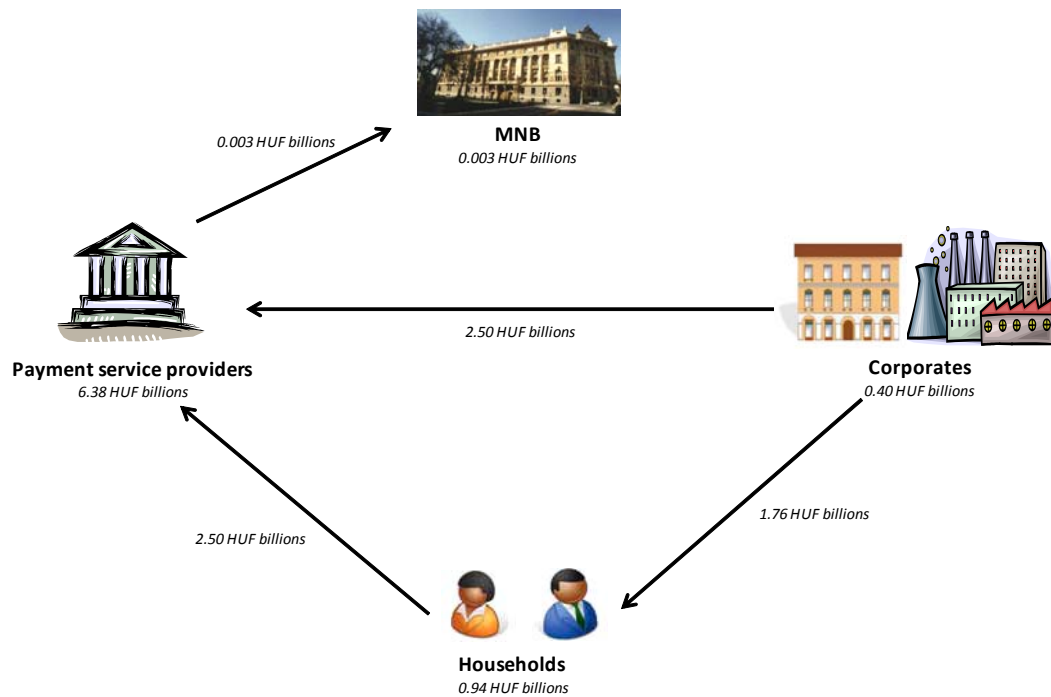 MNB
0.003 HUF billions
0.003 HUF billions
2.50 HUF billions
Payment service providers
6.38 HUF billions
Corporates
0.40 HUF billions
1.76 HUF billions
2.50 HUF billions
Households
0.94 HUF billions